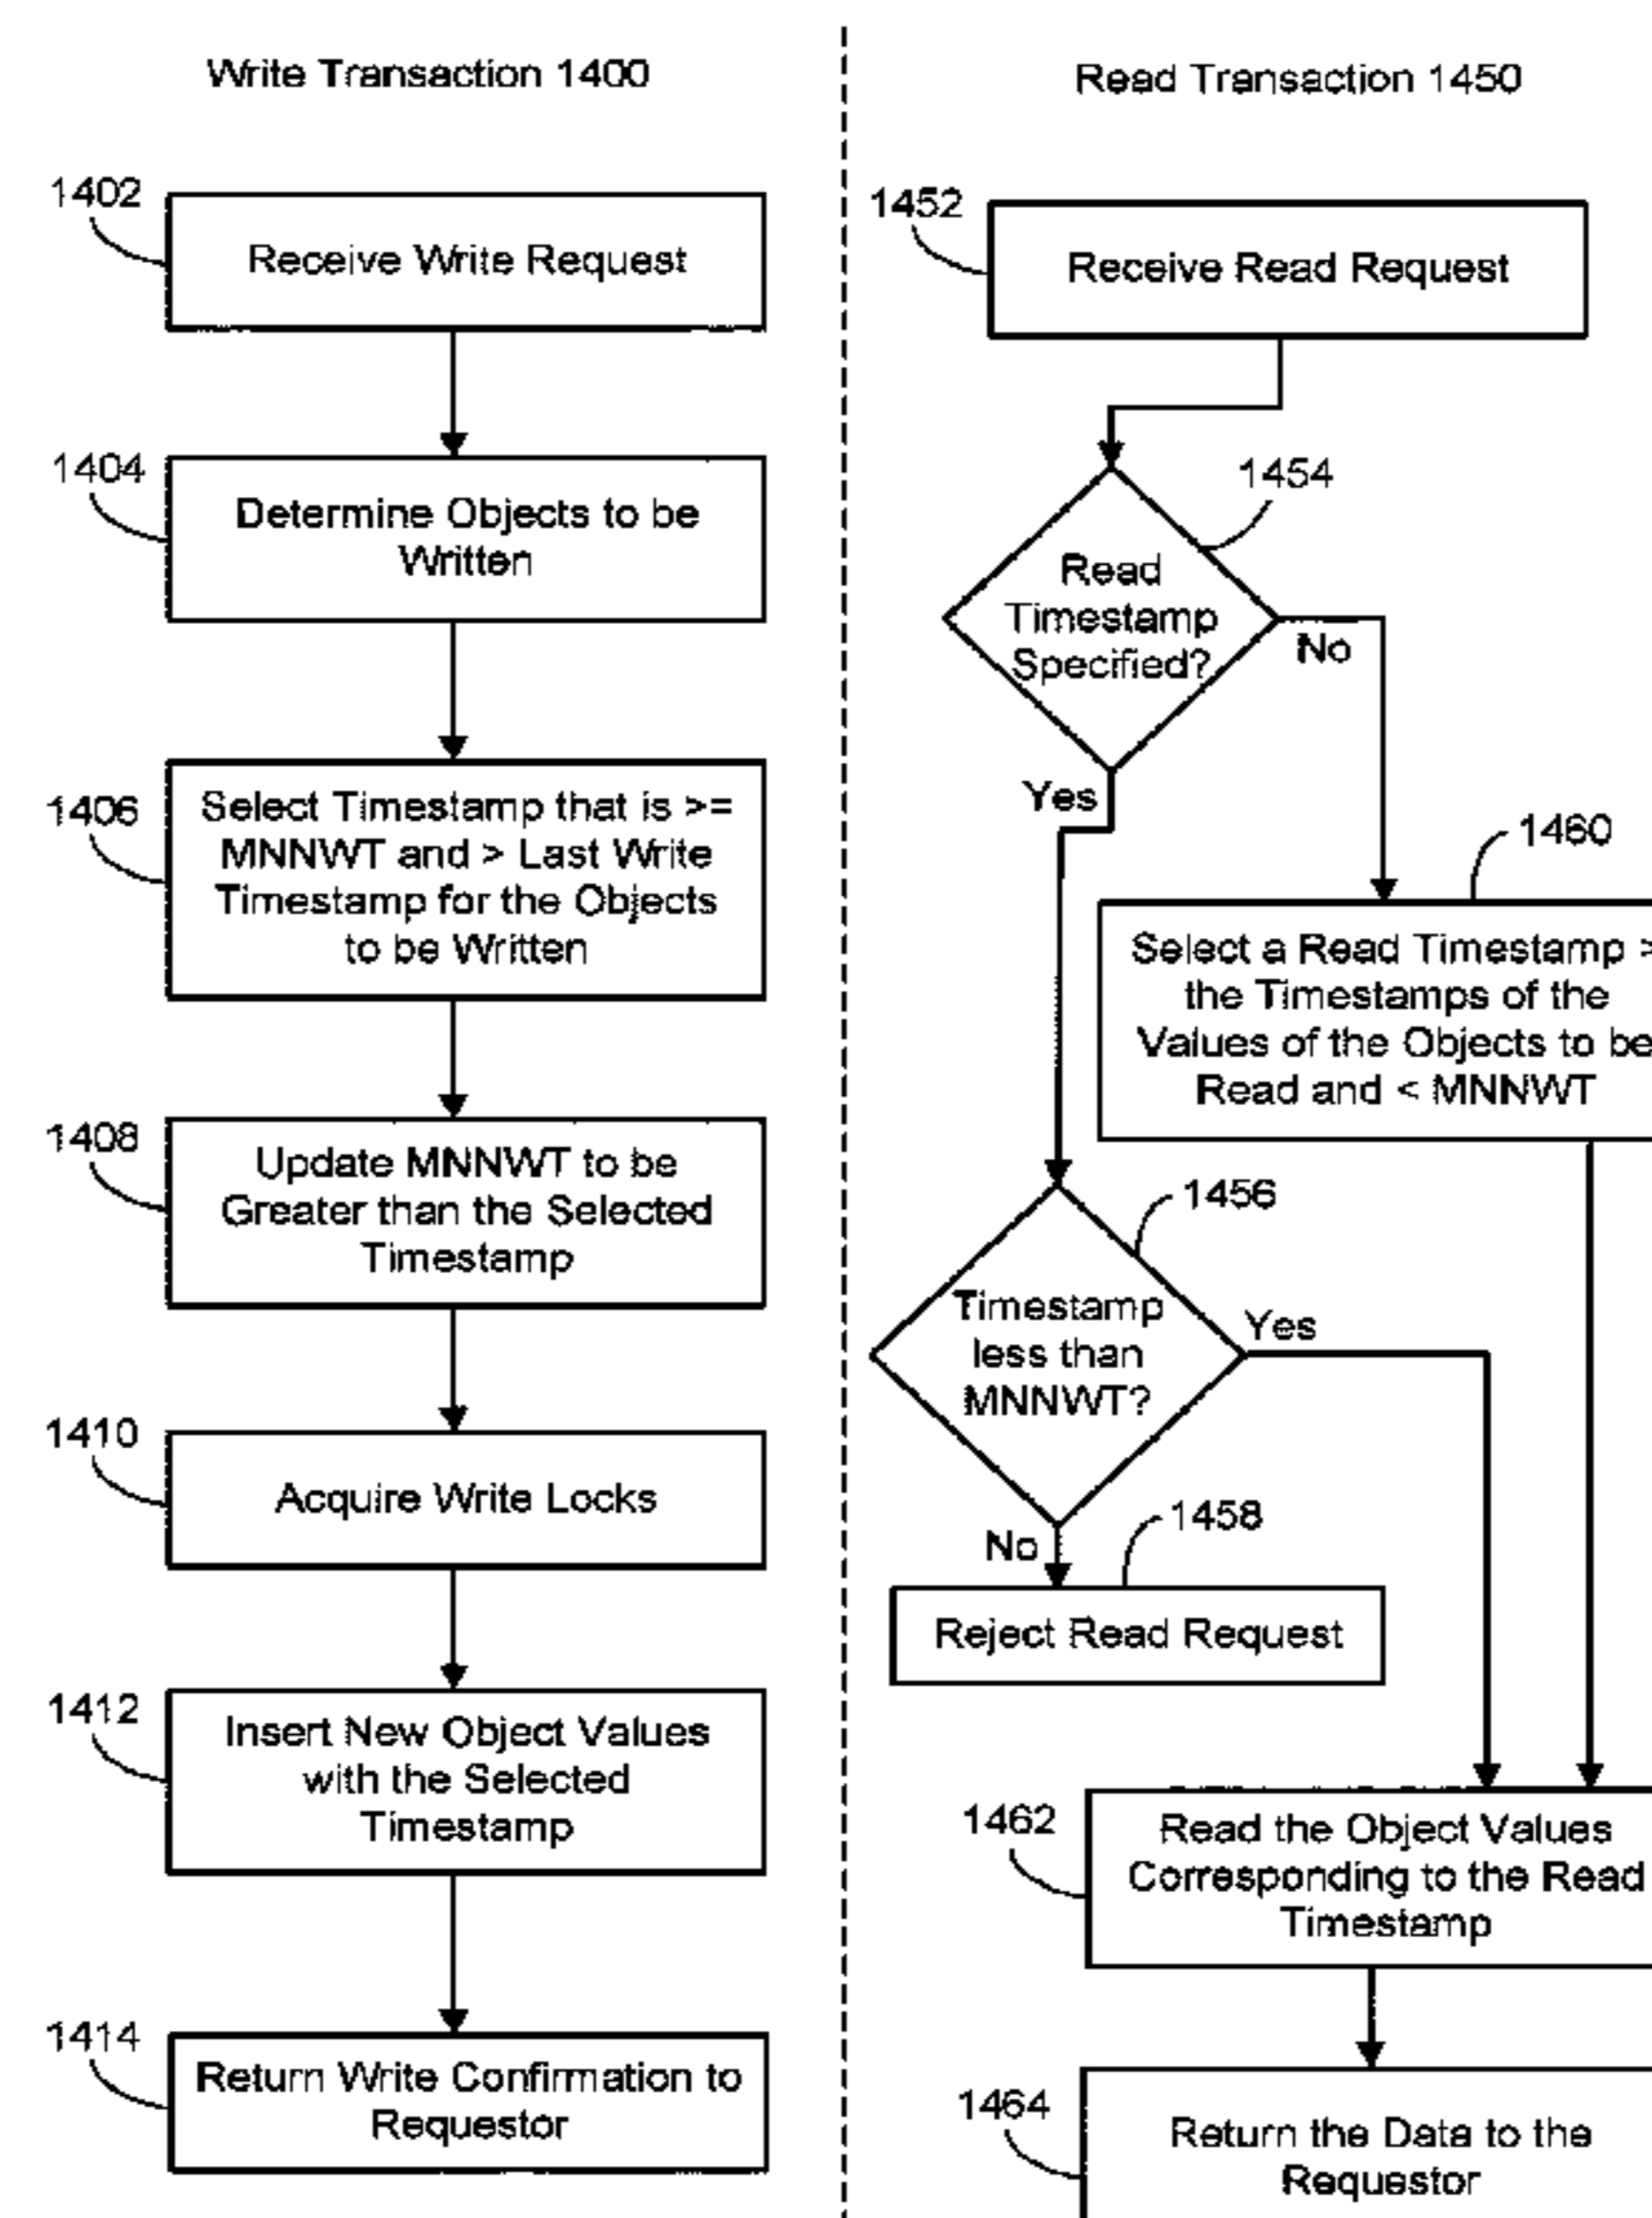 Write Transaction 1400
1402
Receive Write Request
1404
Determine Objects to be
Written
1406
Select Timestamp that is >=
MNNWT and > Last Write
Timestamp for the Objects
to be Written
1408
Update MNNWT to be
Greater than the Selected
Timestamp
1410
Acquire Write Locks
1412
Insert New Object Values
with the Selected
Timestamp
1414
Return Write Confirmation to
Requestor
Read Transaction 1450
1452
Receive Read Request
1454
Read
Timestamp
Specified?
No
Yes
1460
Select a Read Timestamp >
the Timestamps of the
Values of the Objects to be
Read and < MNNWT
1456
Timestamp
less than
MNNWT?
Yes
No
1458
Reject Read Request
1462
Read the Object Values
Corresponding to the Read
Timestamp
1464
Return the Data to the
Requestor